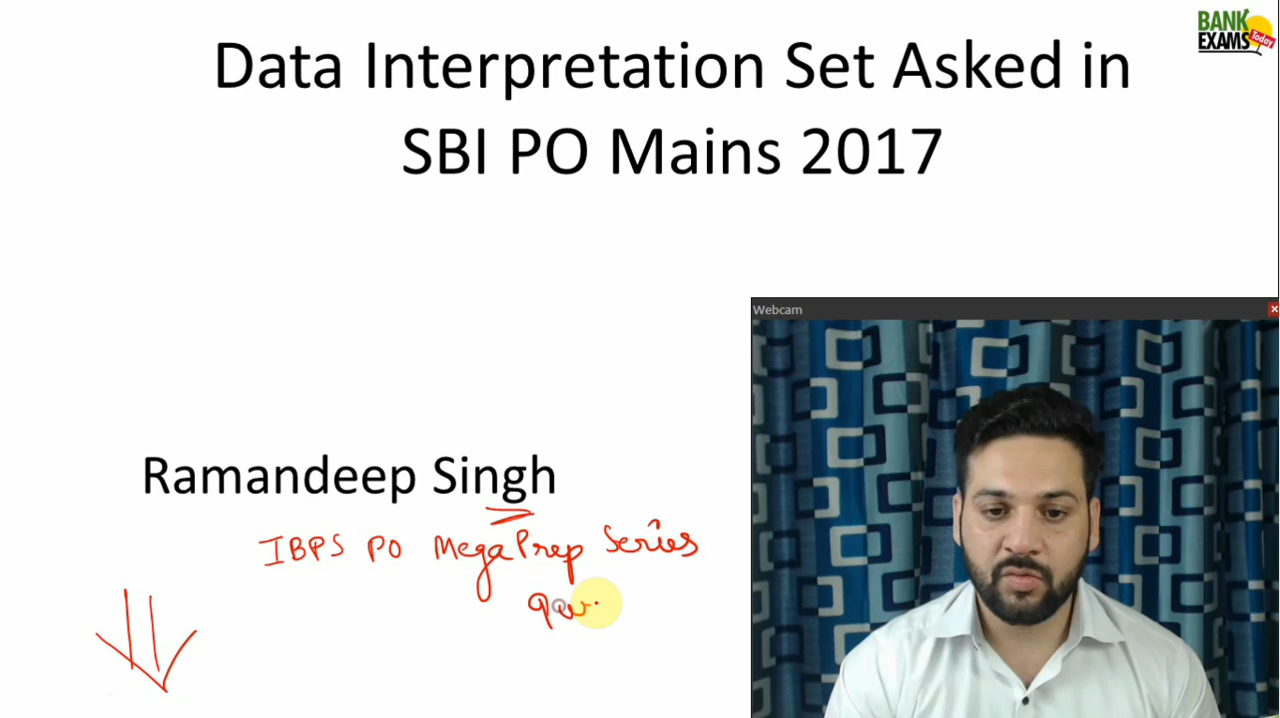 BANK
EXAMS Today
Data Interpretation Set Asked in
SBI PO Mains 2017
Webcam
Ramandeep Singh
IBPS PO MegaPrep Series